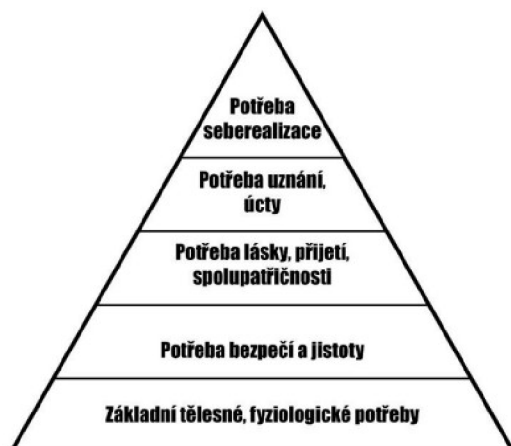 Potřeba
seberealizace
Potřeba uznání,
úcty
Potřeba lásky, přijetí,
spolupatřičnosti
Potřeba bezpečí a jistoty
Základní tělesné, fyziologické potřeby